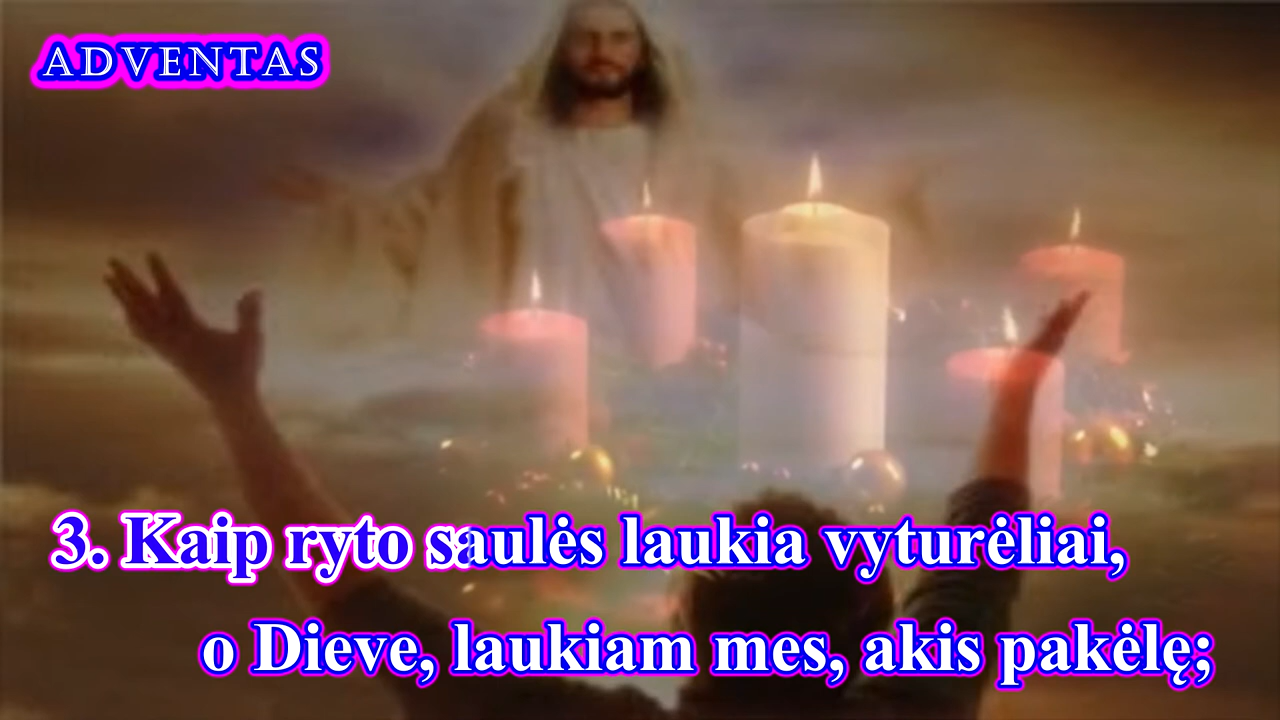 ADVENTAS
3. Kaip ryto saulės laukia vyturėliai,
o Dieve, laukiam mes, akis pakėlę;